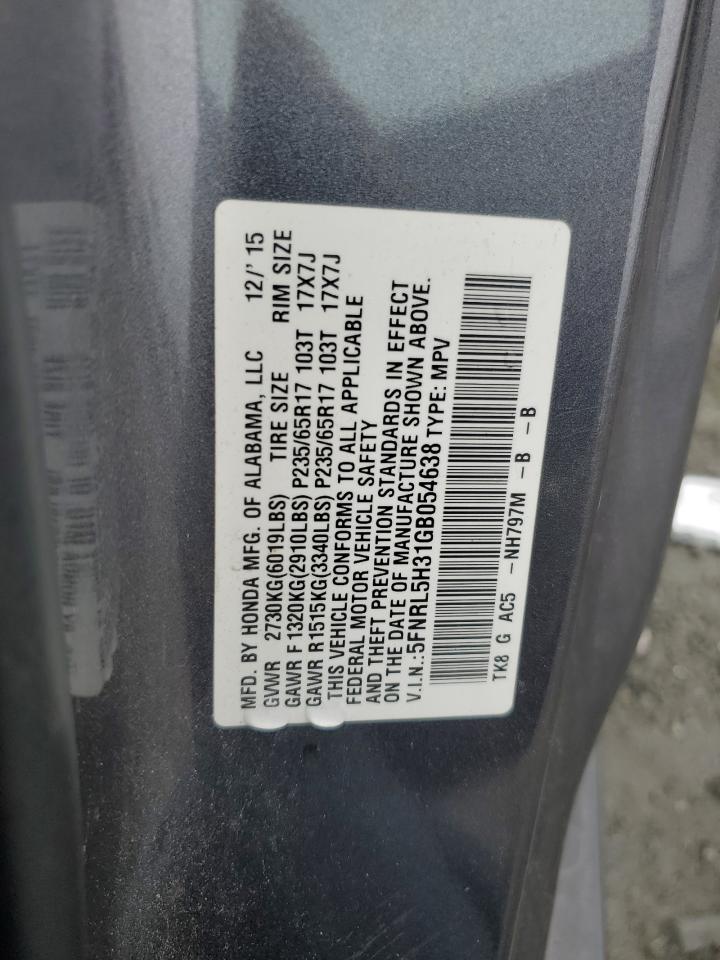 MFD. BY HONDA MFG. OF ALABAMA, LLC 12/' 15
GVWR 2730KG(6019LBS) TIRE SIZE RIM SIZE
GAWR F 1320KG(2910LBS) P235/65R17 103T 17X7J
GAWR R1515KG(3340LBS) P235/65R17 103T 17X7J
THIS VEHICLE CONFORMS TO ALL APPLICABLE
FEDERAL MOTOR VEHICLE SAFETY
AND THEFT PREVENTION STANDARDS IN EFFECT
ON THE DATE OF MANUFACTURE SHOWN ABOVE.
V.I.N.:5FNRL5H31GB054638 TYPE: MPV
TK8 G AC5 -NH797M -B -B